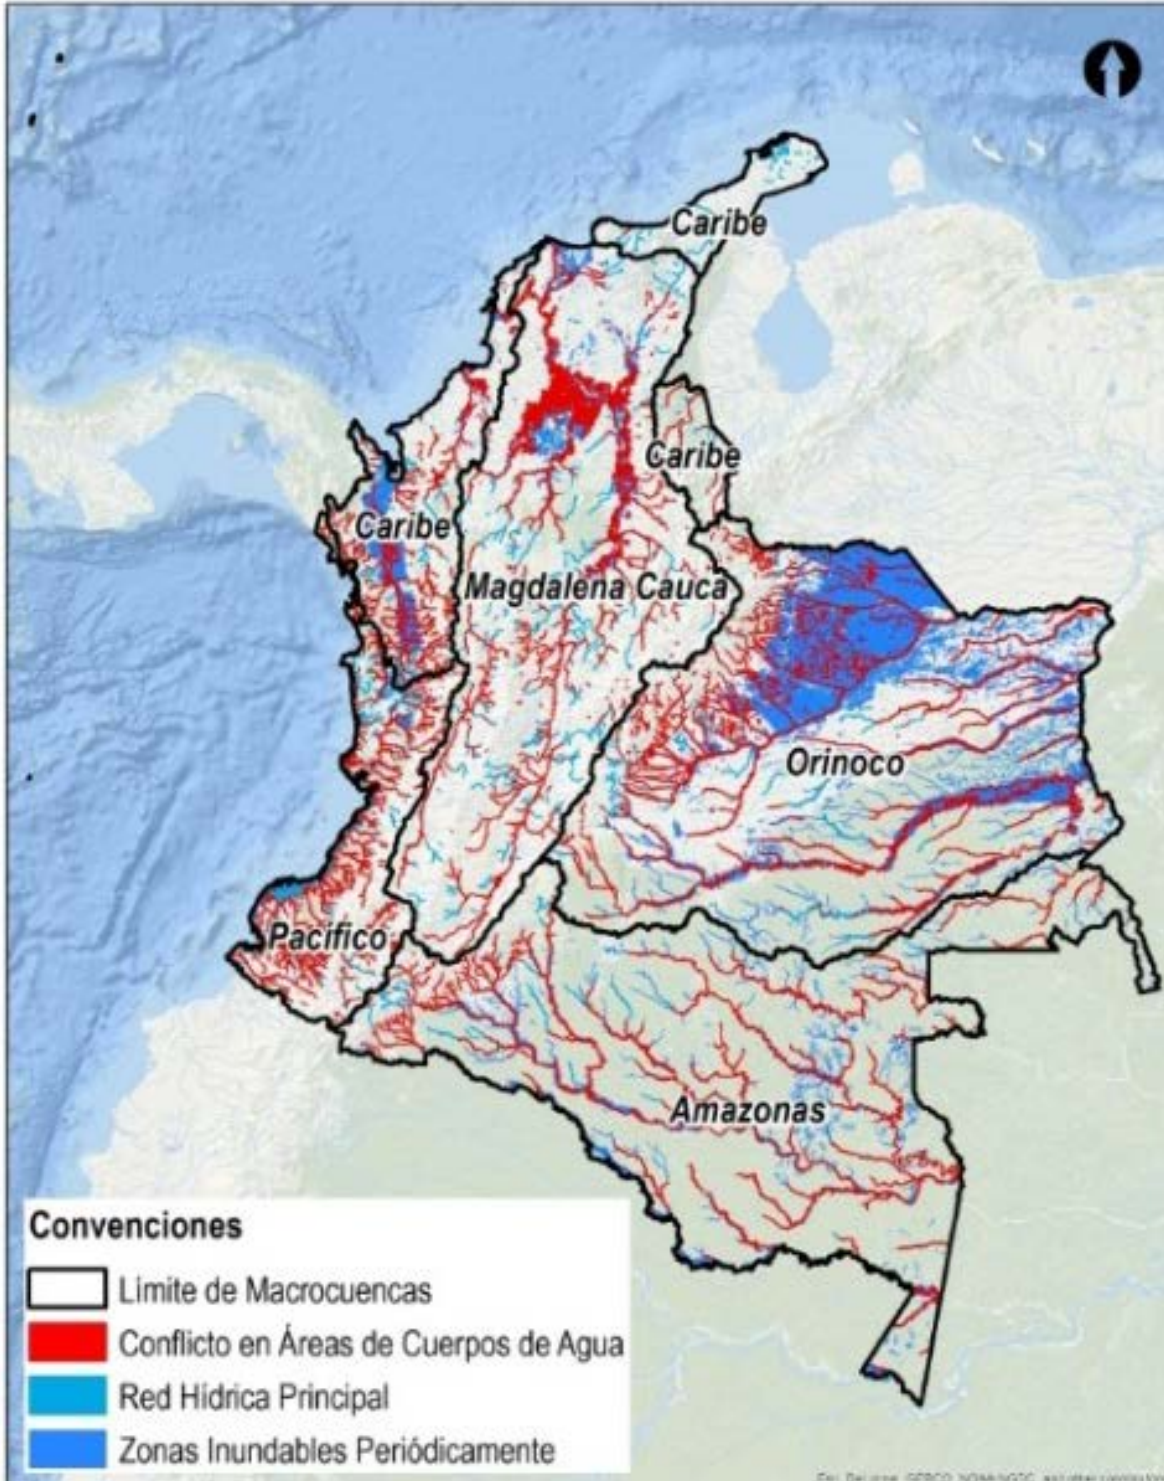 Caribe
Caribe
Caribe
Magdalena Cauca
Orinoco
Pacifico
Amazonas
Convenciones
Límite de Macrocuencas
Conflicto en Áreas de Cuerpos de Agua
Red Hídrica Principal
Zonas Inundables Periódicamente